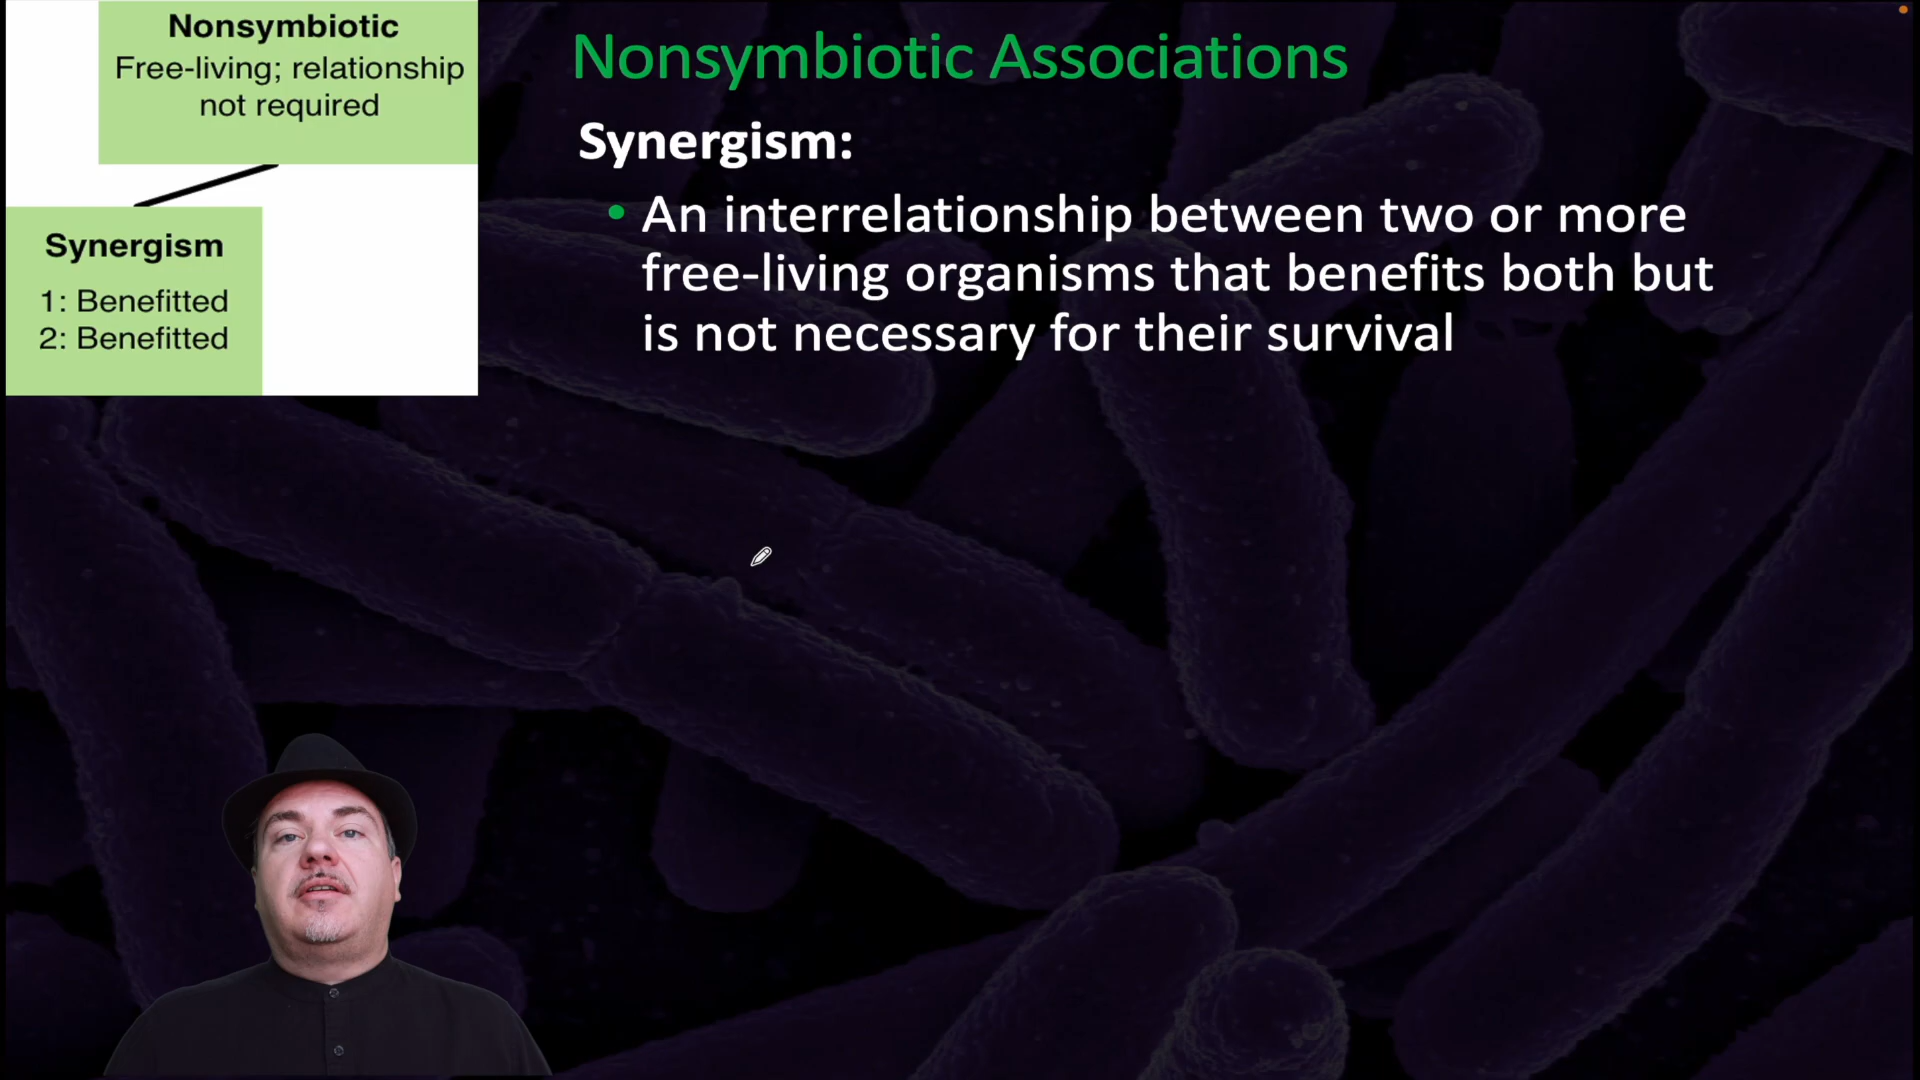 Nonsymbiotic
Free-living; relationship
not required
Synergism
1: Benefitted
2: Benefitted
Nonsymbiotic Associations
Synergism:
• An interrelationship between two or more
free-living organisms that benefits both but
is not necessary for their survival